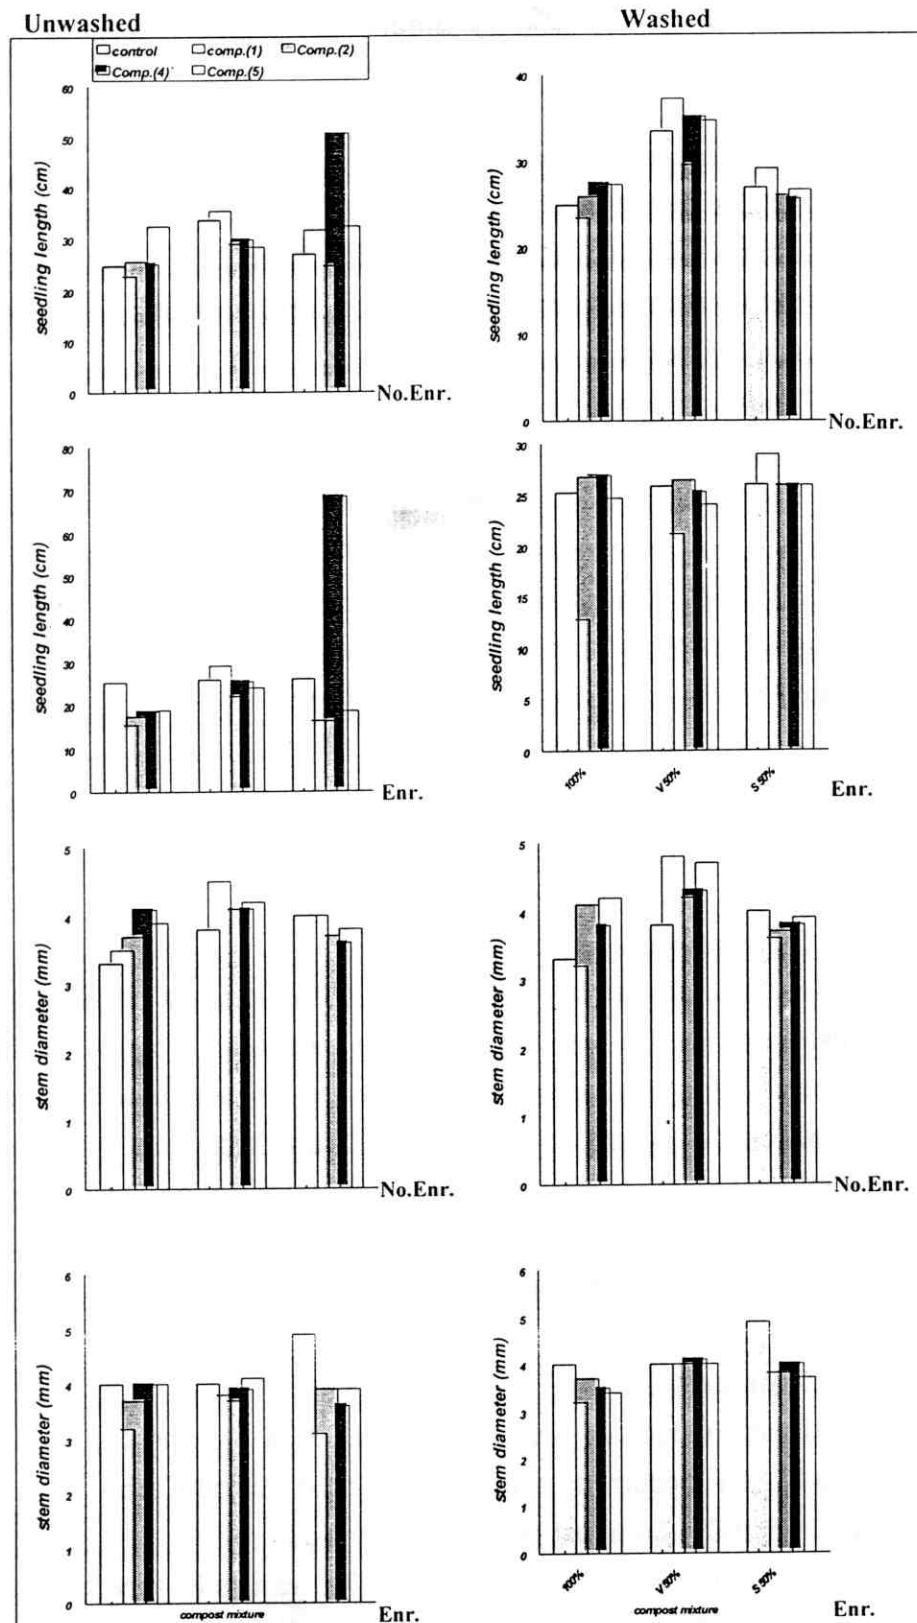 Unwashed
Washed
control comp.(1) Comp.(2)
Comp.(4) Comp.(5)
seedling length (cm)
60
50
40
30
20
10
0
No.Enr.
seedling length (cm)
40
30
20
10
0
No.Enr.
seedling length (cm)
80
70
60
50
40
30
20
10
0
Enr.
seedling length (cm)
30
25
20
15
10
5
0
100% V 50% S 50%
Enr.
stem diameter (mm)
5
4
3
2
1
0
No.Enr.
stem diameter (mm)
5
4
3
2
1
0
No.Enr.
stem diameter (mm)
6
5
4
3
2
1
0
compost mixture
Enr.
stem diameter (mm)
6
5
4
3
2
1
0
100% V 50% S 50%
compost mixture
Enr.